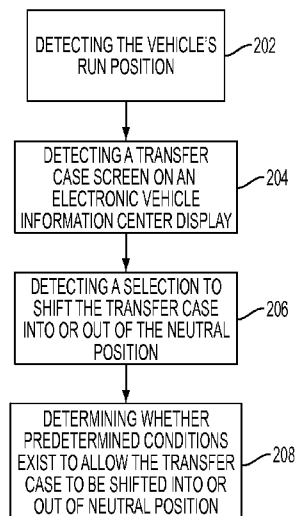 DETECTING THE VEHICLE'S
RUN POSITION
202
DETECTING A TRANSFER
CASE SCREEN ON AN
ELECTRONIC VEHICLE
INFORMATION CENTER DISPLAY
204
DETECTING A SELECTION TO
SHIFT THE TRANSFER CASE
INTO OR OUT OF THE NEUTRAL
POSITION
206
DETERMINING WHETHER
PREDETERMINED CONDITIONS
EXIST TO ALLOW THE TRANSFER
CASE TO BE SHIFTED INTO OR
OUT OF NEUTRAL POSITION
208